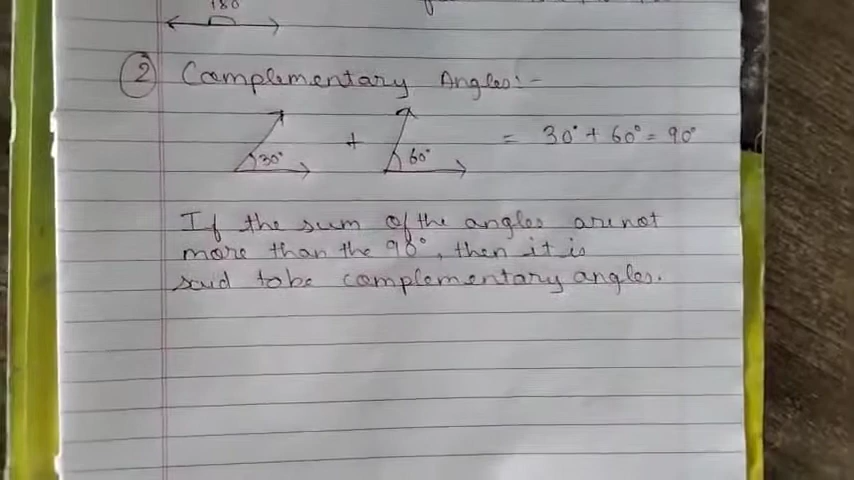 180
② Complementary Angles:-
30° + 60° = 30° + 60° = 90°
If the sum of the angles are not
more than the 90°, then it is
said to be complementary angles.